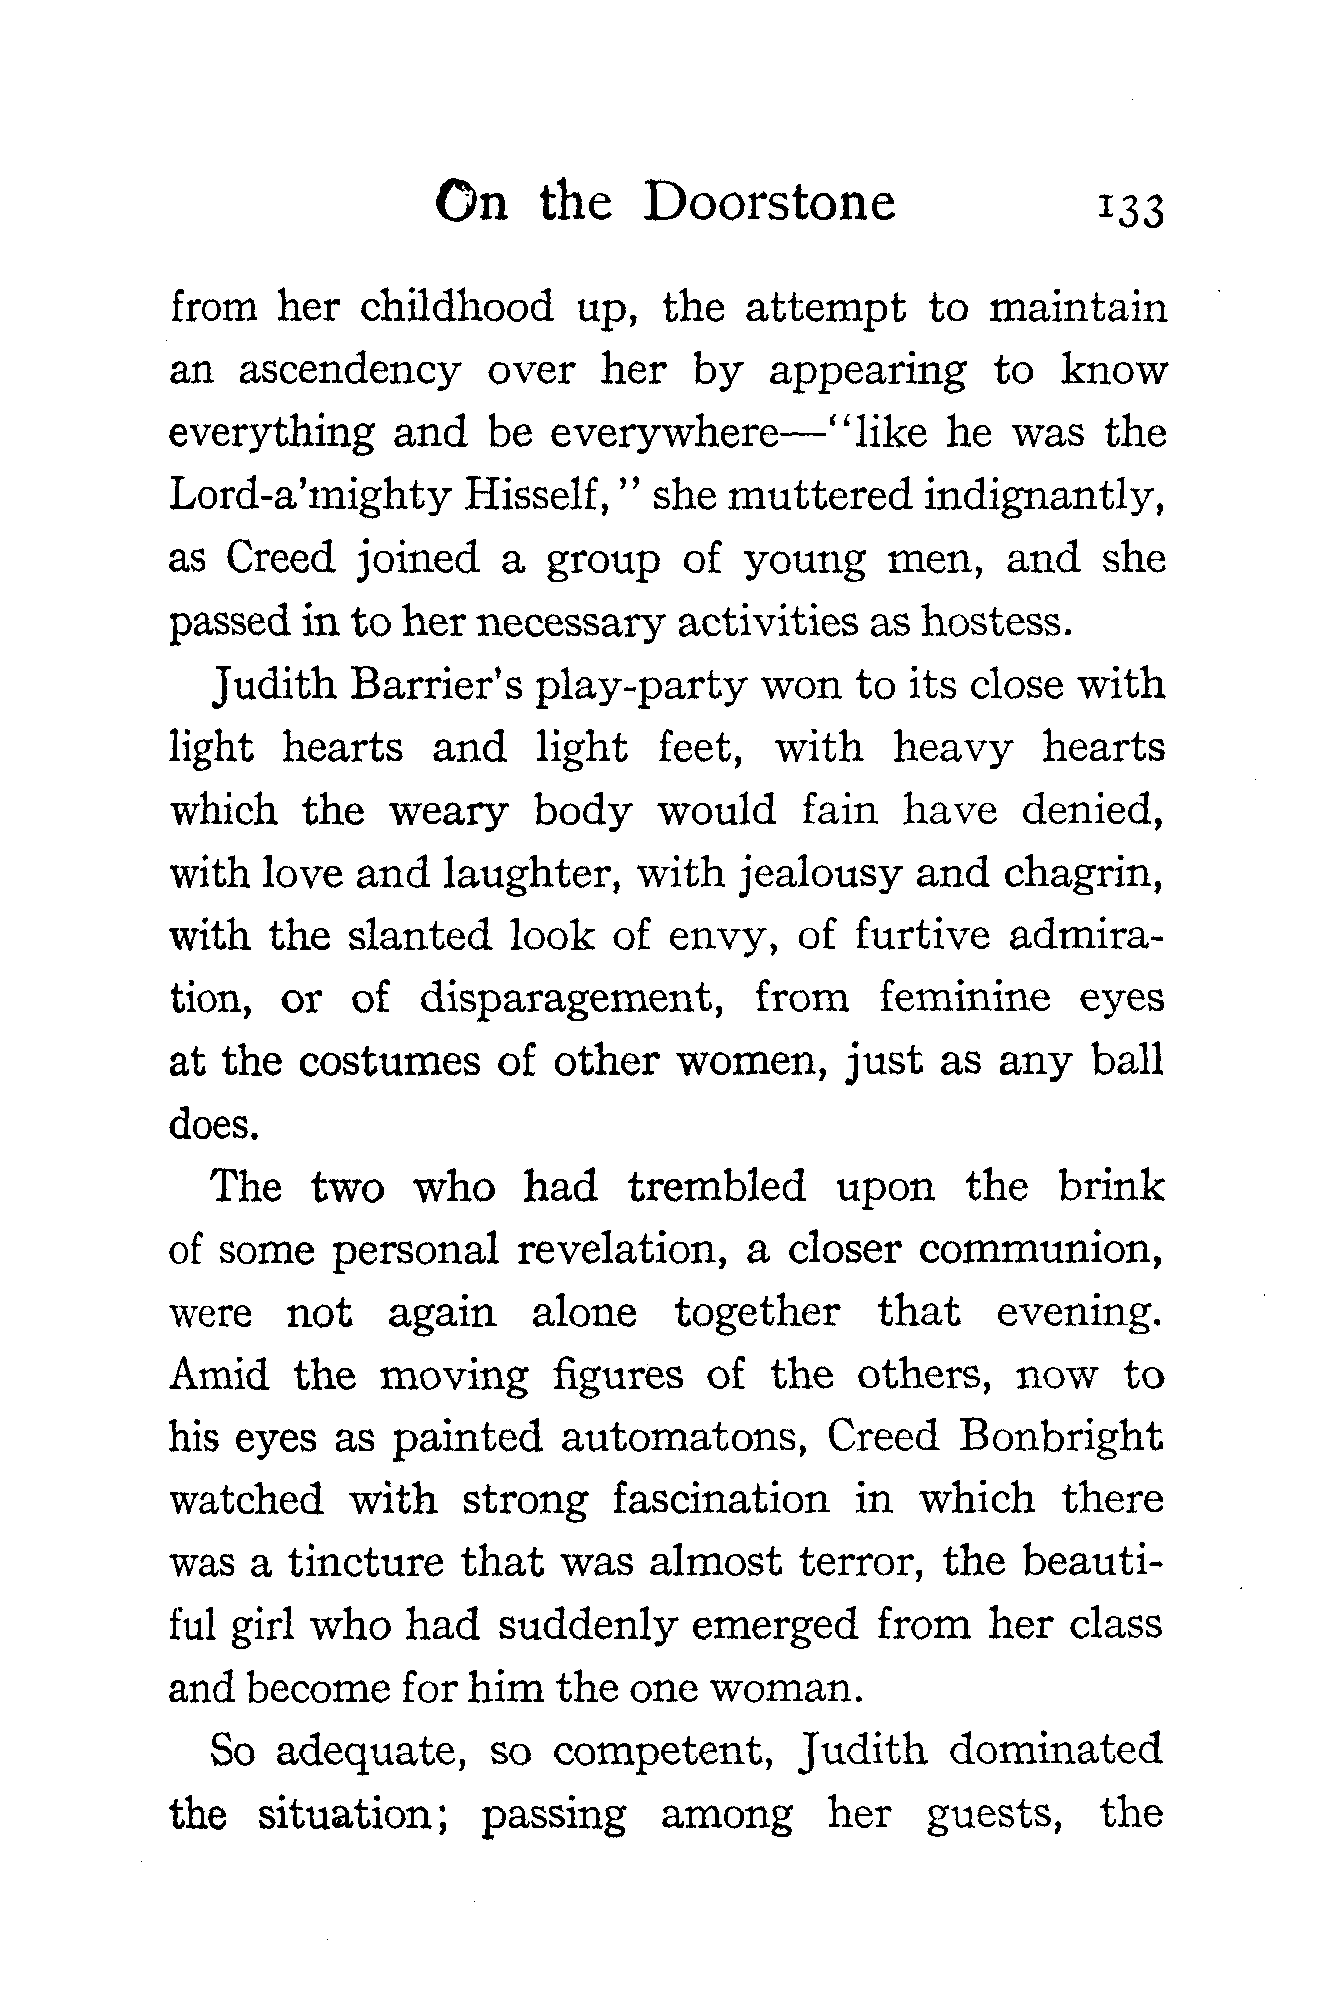 On the Doorstone 133
from her childhood up, the attempt to maintain
an ascendency over her by appearing to know
everything and be everywhere—"like he was the
Lord-a'mighty Hisself," she muttered indignantly,
as Creed joined a group of young men, and she
passed in to her necessary activities as hostess.
Judith Barrier's play-party won to its close with
light hearts and light feet, with heavy hearts
which the weary body would fain have denied,
with love and laughter, with jealousy and chagrin,
with the slanted look of envy, of furtive admira-
tion, or of disparagement, from feminine eyes
at the costumes of other women, just as any ball
does.
The two who had trembled upon the brink
of some personal revelation, a closer communion,
were not again alone together that evening.
Amid the moving figures of the others, now to
his eyes as painted automatons, Creed Bonbright
watched with strong fascination in which there
was a tincture that was almost terror, the beauti-
ful girl who had suddenly emerged from her class
and become for him the one woman.
So adequate, so competent, Judith dominated
the situation; passing among her guests, the